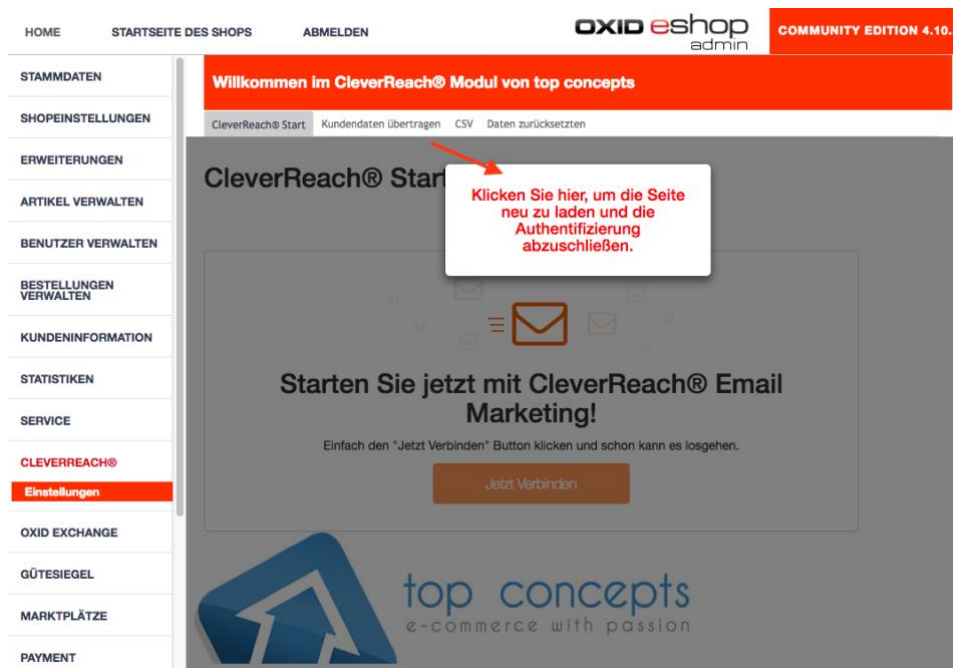 HOME STARTSEITE DES SHOPS ABMELDEN
OXID eshop
admin
COMMUNITY EDITION 4.10.
STAMMDATEN
SHOPEINSTELLUNGEN
ERWEITERUNGEN
ARTIKEL VERWALTEN
BENUTZER VERWALTEN
BESTELLUNGEN
VERWALTEN
KUNDENINFORMATION
STATISTIKEN
SERVICE
CLEVERREACH®
Einstellungen
OXID EXCHANGE
GÜTESIEGEL
MARKTPLÄTZE
PAYMENT
Willkommen im CleverReach® Modul von top concepts
CleverReach® Start Kundendaten übertragen CSV Daten zurücksetzten
CleverReach® Start
Klicken Sie hier, um die Seite
neu zu laden und die
Authentifizierung
abzuschließen.
Starten Sie jetzt mit CleverReach® Email
Marketing!
Einfach den "Jetzt Verbinden" Button klicken und schon kann es losgehen.
Jetzt Verbinden
top concepts
e-commerce with passion